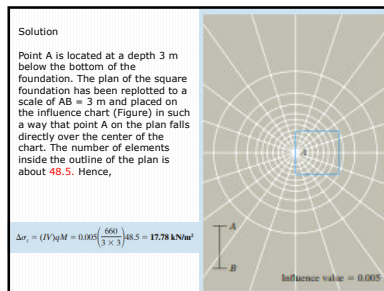 Solution
Point A is located at a depth 3 m
below the bottom of the
foundation. The plan of the square
foundation has been replotted to a
scale of AB = 3 m and placed on
the influence chart (Figure) in such
a way that point A on the plan falls
directly over the center of the
chart. The number of elements
inside the outline of the plan is
about 48.5. Hence,
Δσ = (IV)qM = 0.005(660/3 × 3)48.5 = 17.78 kN/m²
A
A
B
Influence value = 0.005